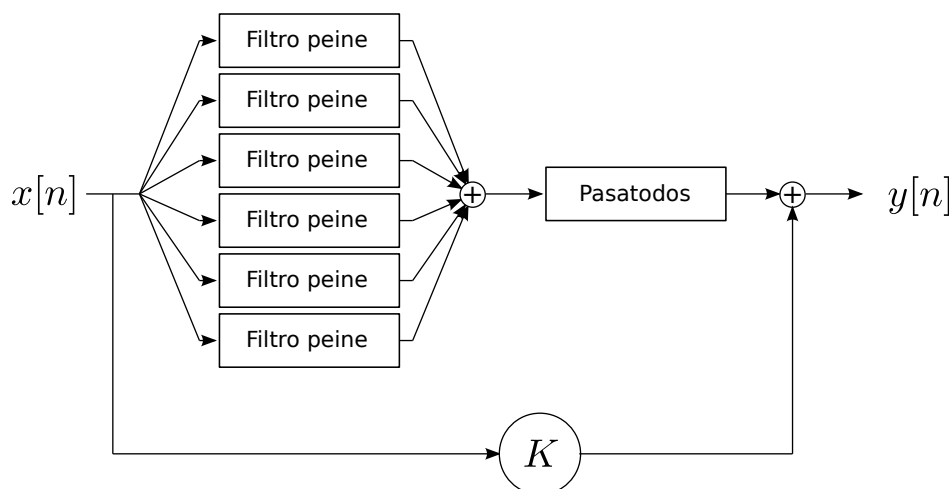 Filtro peine
Filtro peine
Filtro peine
x[n]
Filtro peine
Filtro peine
Filtro peine
+
Pasatodos
+
y[n]
K